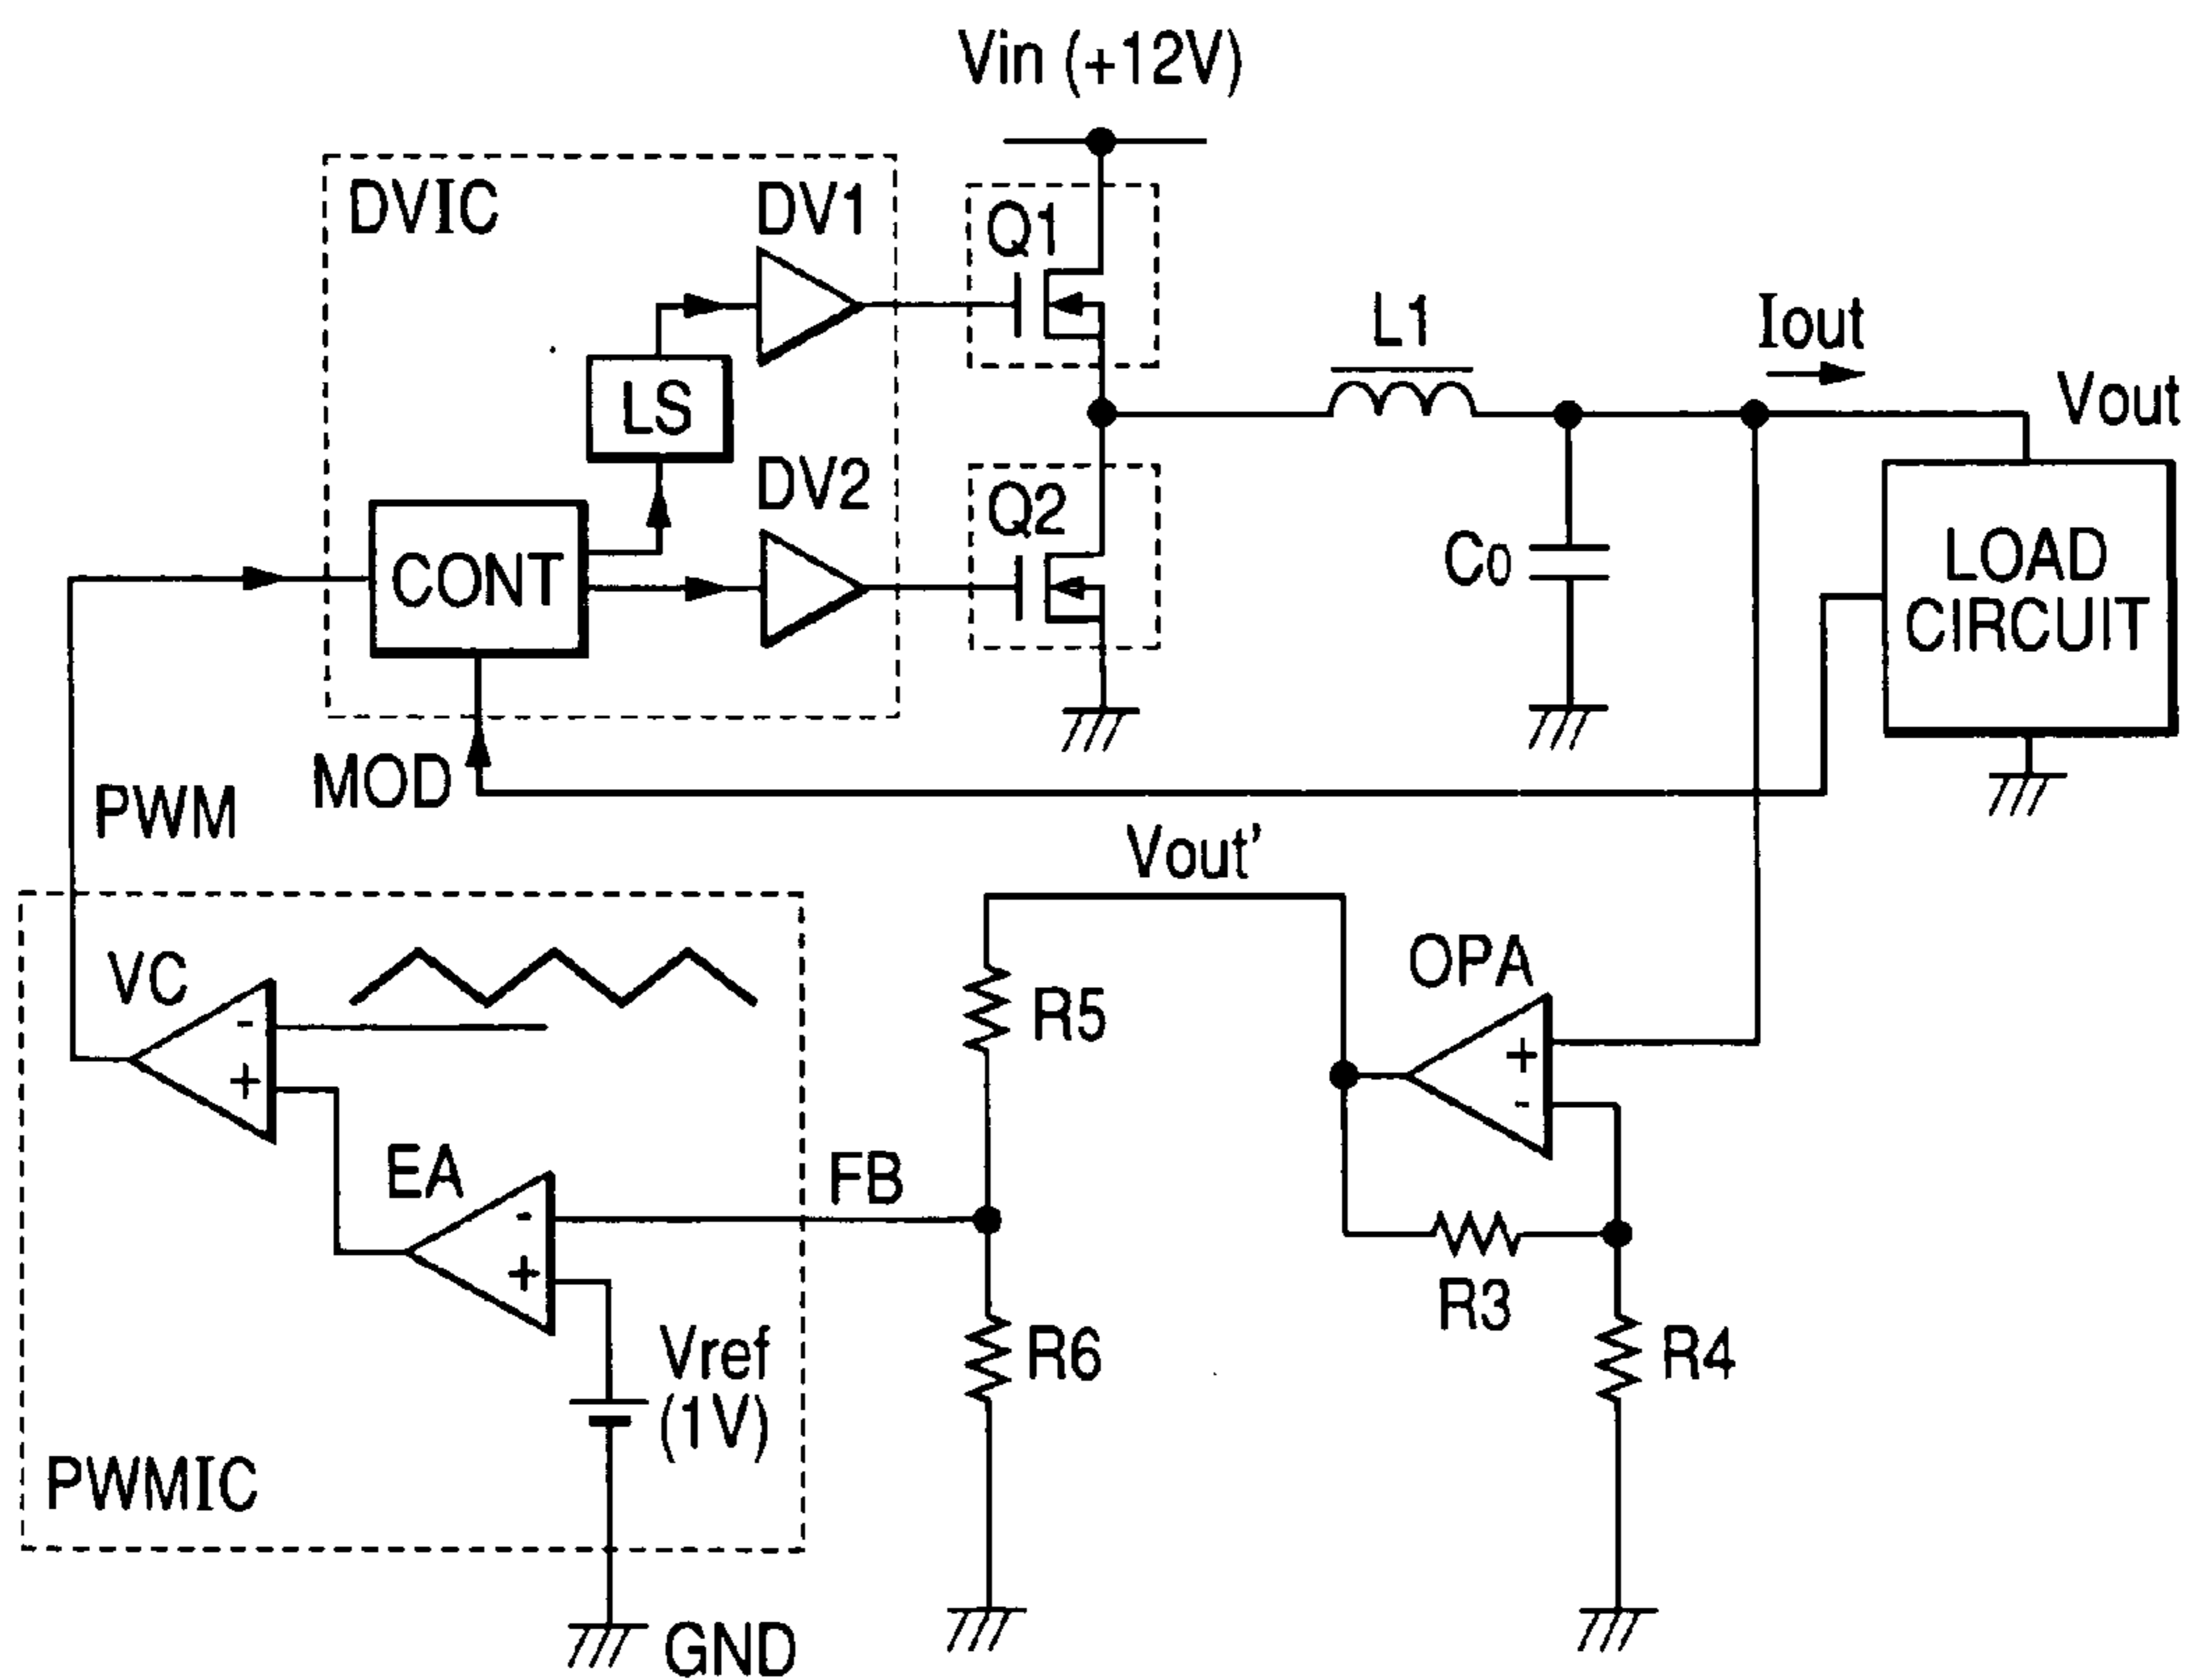 Vin (+12V)
DVIC
DV1
Q1
L1
Iout
Vout
LS
DV2
Q2
CONT
C0
LOAD
CIRCUIT
MOD
PWM
Vout’
VC
-
+
R5
OPA
+
-
EA
-
+
FB
R3
Vref
(1V)
R6
R4
PWMIC
GND